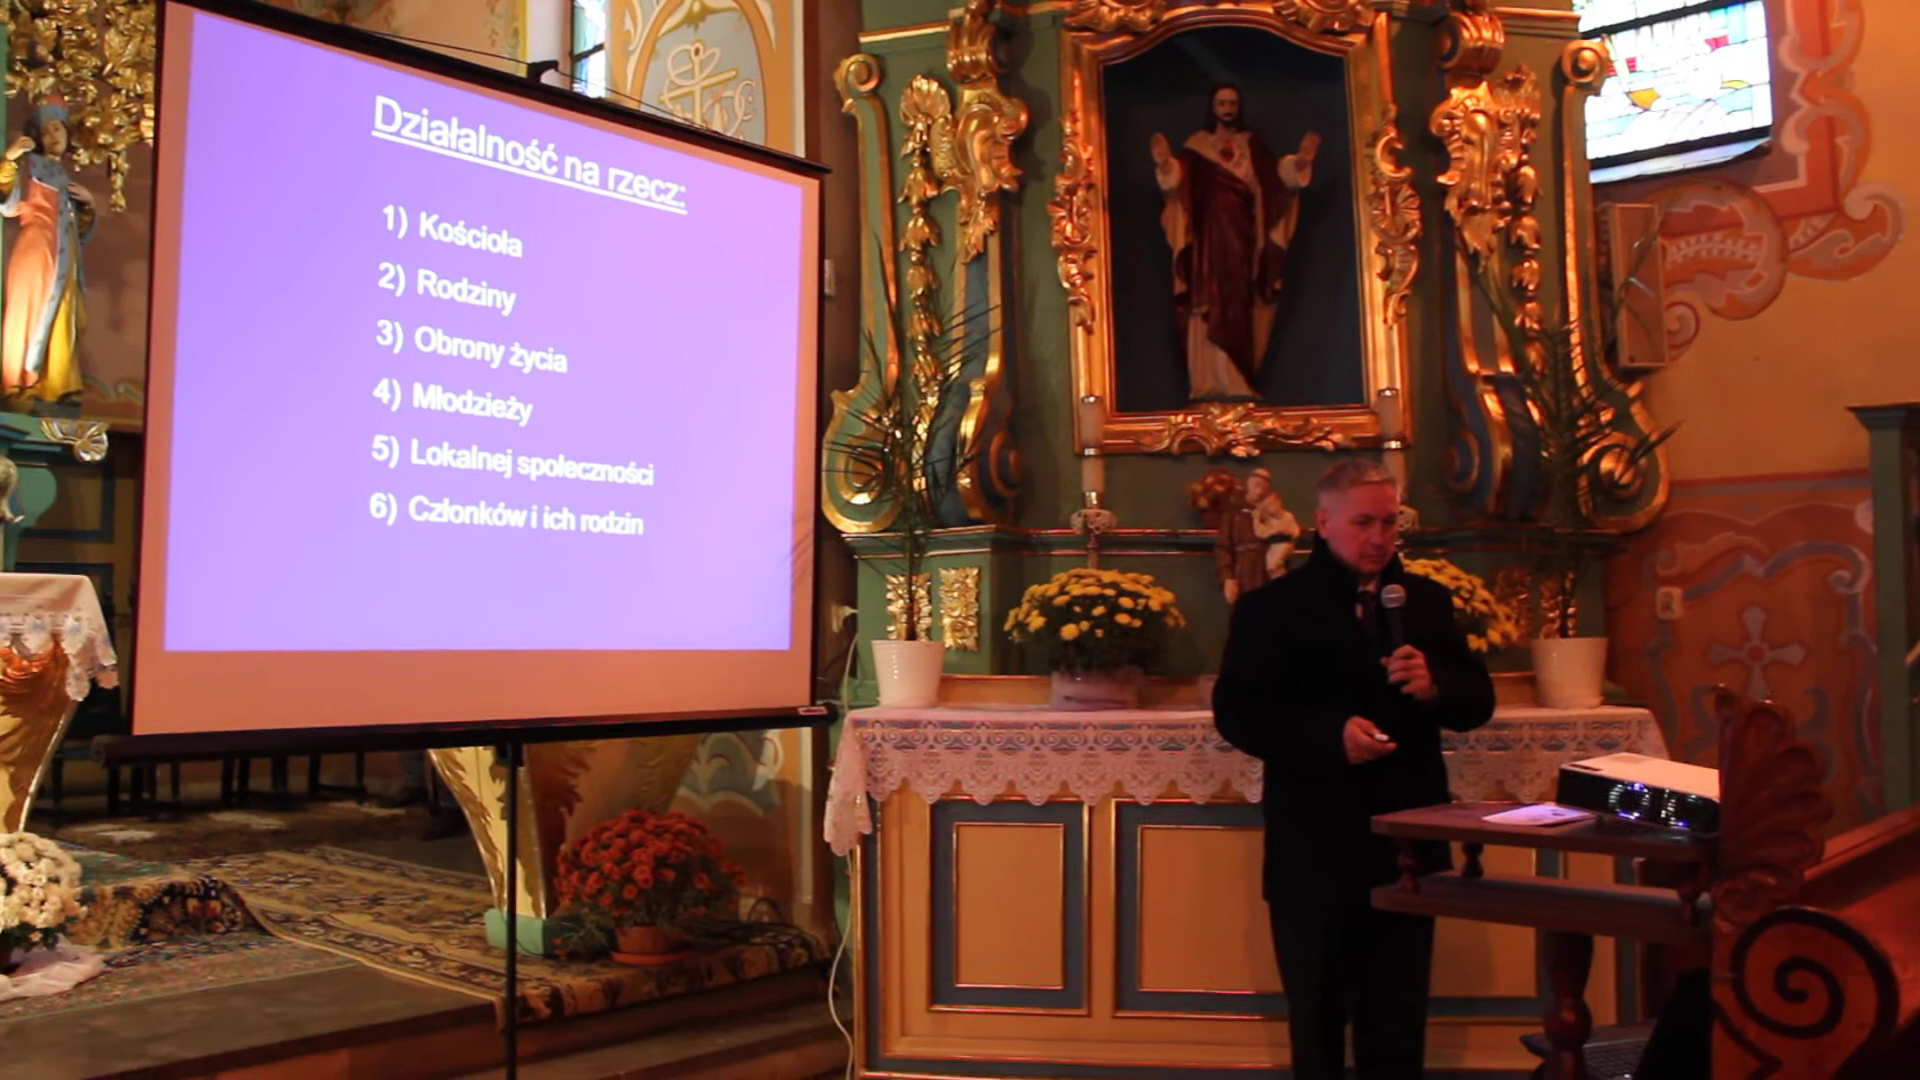 Działalność na rzecz:
1) Kościoła
2) Rodziny
3) Obrony życia
4) Młodzieży
5) Lokalnej społeczności
6) Członków i ich rodzin